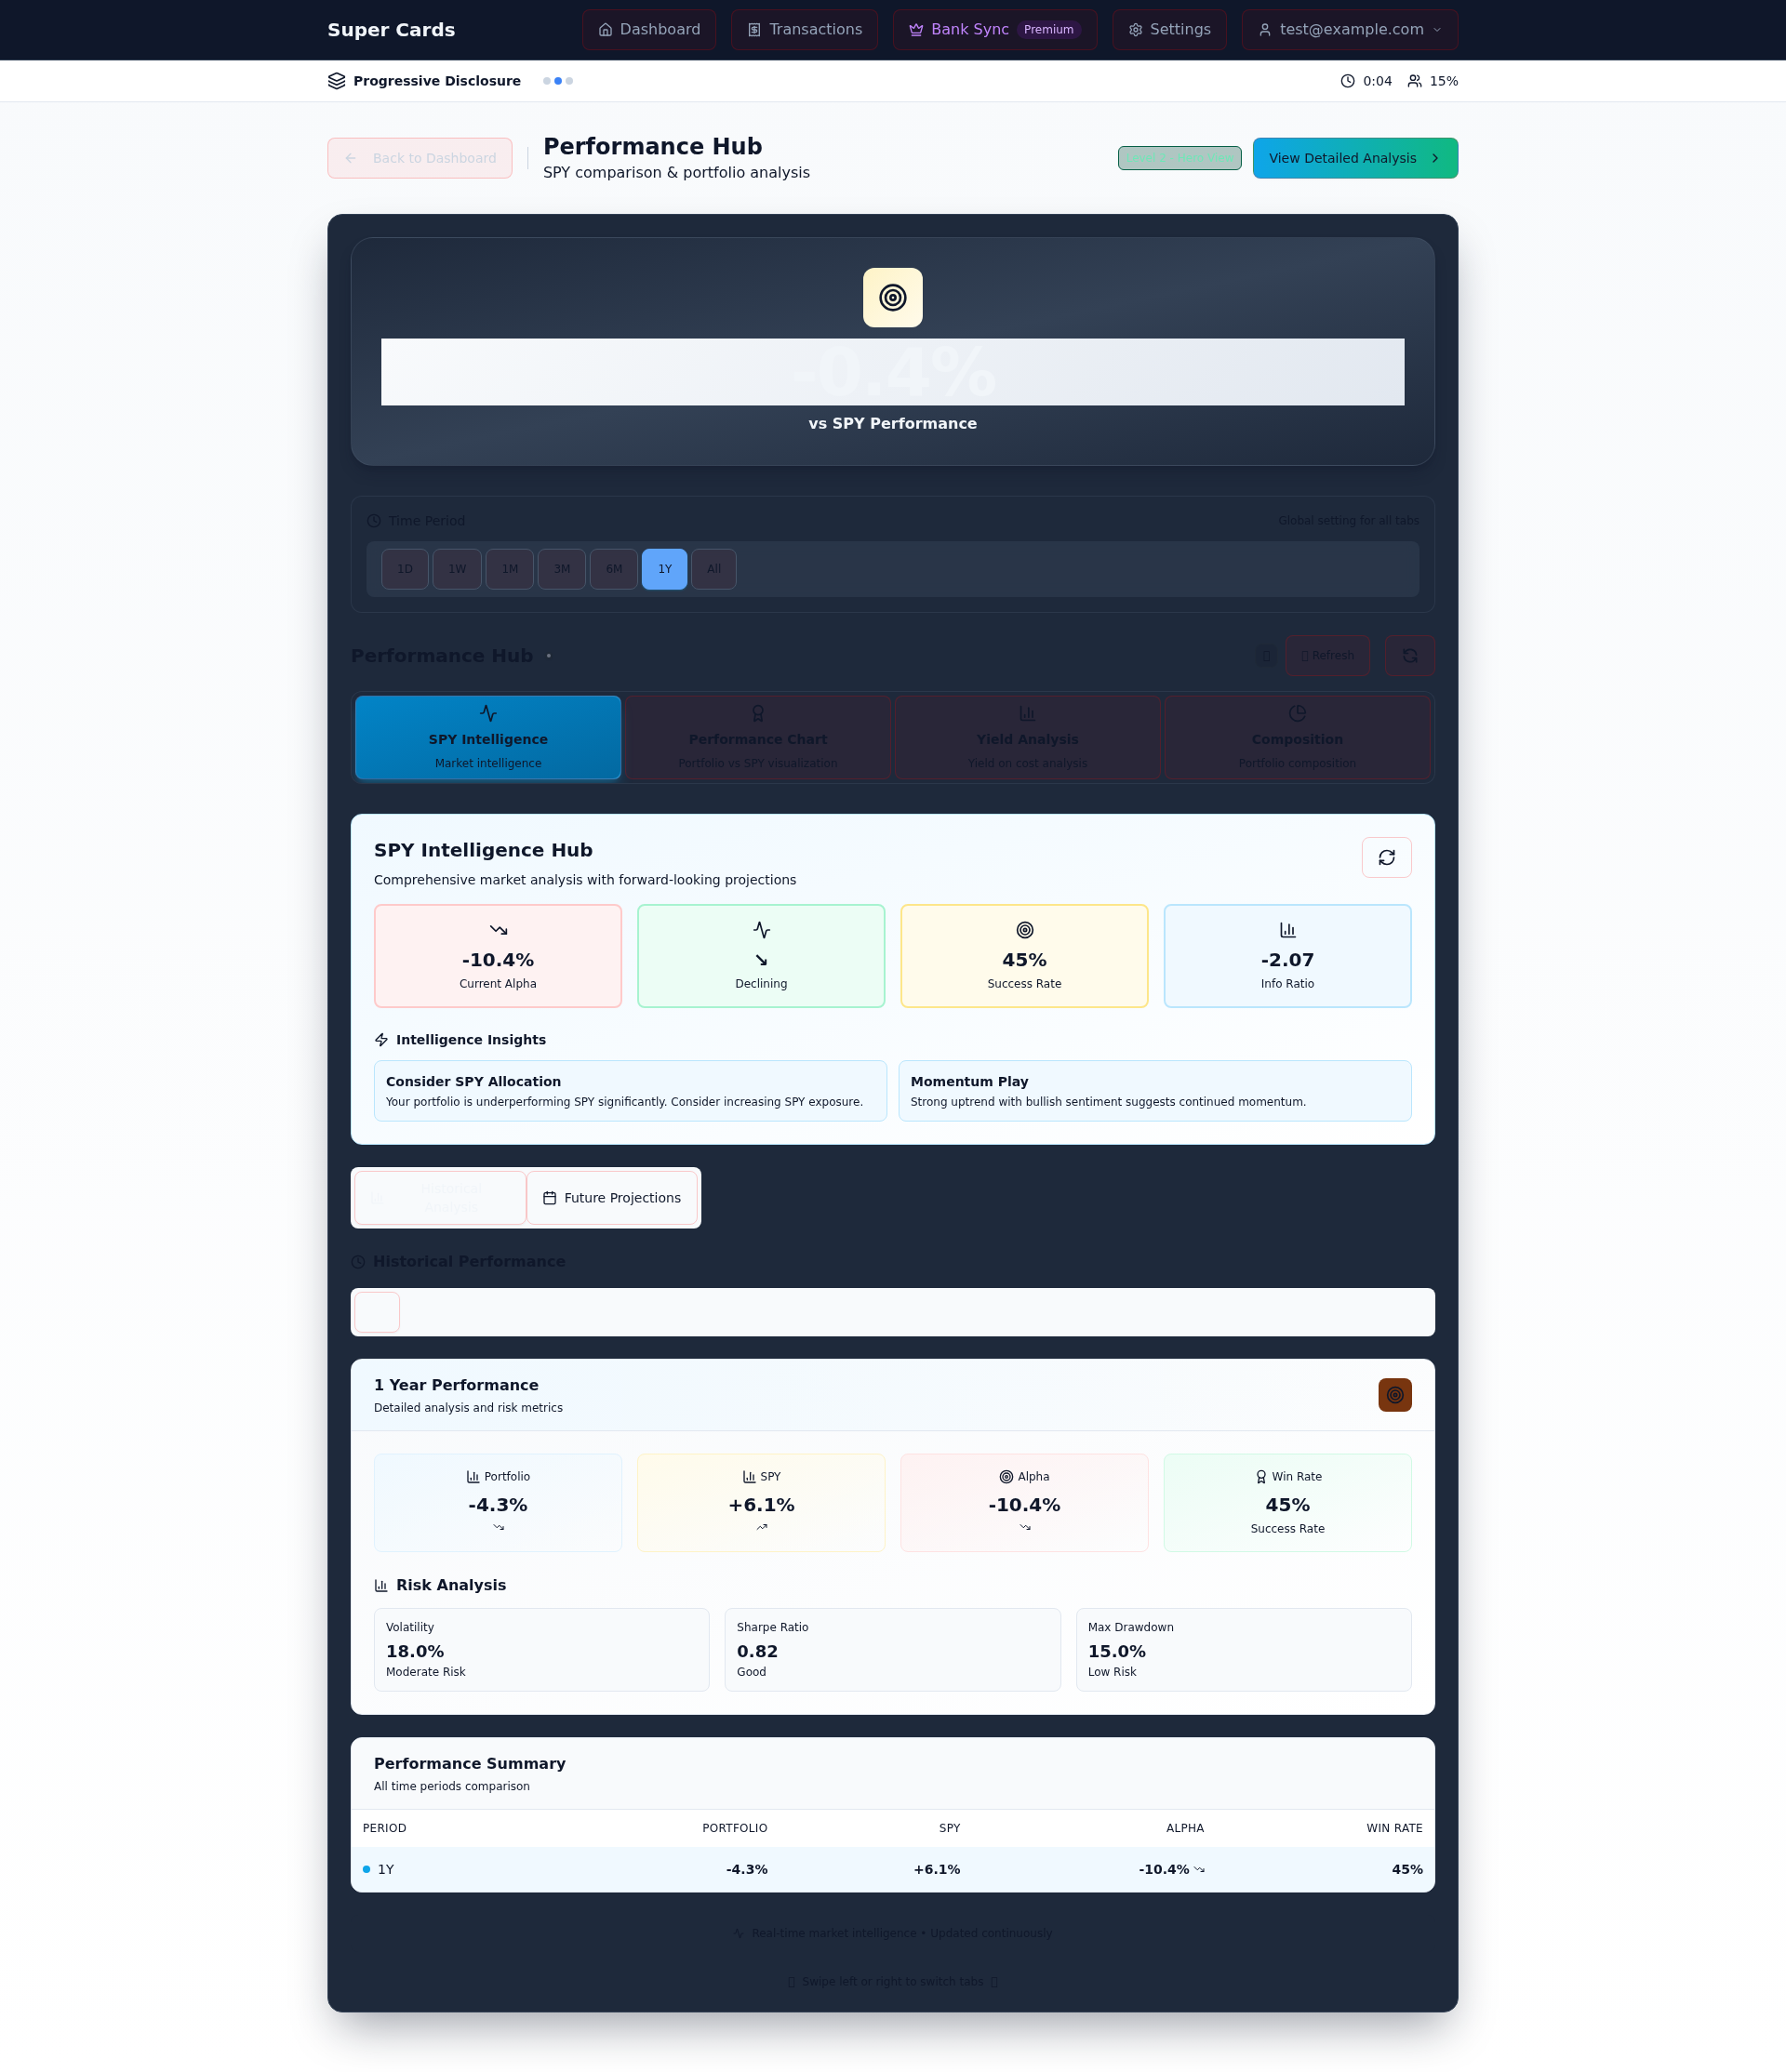 Super Cards
Dashboard
Transactions
Bank Sync Premium
Settings
test@example.com
Progressive Disclosure
0:04
15%
Back to Dashboard
Performance Hub
SPY comparison & portfolio analysis
View Detailed Analysis
-0.4%
vs SPY Performance
Time Period
Global setting for all tabs
1D 1W 1M 3M 6M 1Y All
Performance Hub •
Refresh
SPY Intelligence
Market intelligence
Performance Chart
Portfolio vs SPY visualization
Yield Analysis
Yield on cost analysis
Composition
Portfolio composition
SPY Intelligence Hub
Comprehensive market analysis with forward-looking projections
-10.4%
Current Alpha
↘
Declining
45%
Success Rate
-2.07
Info Ratio
Intelligence Insights
Consider SPY Allocation
Your portfolio is underperforming SPY significantly. Consider increasing SPY exposure.
Momentum Play
Strong uptrend with bullish sentiment suggests continued momentum.
Historical
Analysis
Future Projections
Historical Performance
1 Year Performance
Detailed analysis and risk metrics
Portfolio
-4.3%
SPY
+6.1%
Alpha
-10.4%
Win Rate
45%
Success Rate
Risk Analysis
Volatility
18.0%
Moderate Risk
Sharpe Ratio
0.82
Good
Max Drawdown
15.0%
Low Risk
Performance Summary
All time periods comparison
PERIOD PORTFOLIO SPY ALPHA WIN RATE
1Y -4.3% +6.1% -10.4% 45%
Real-time market intelligence • Updated continuously
Swipe left or right to switch tabs